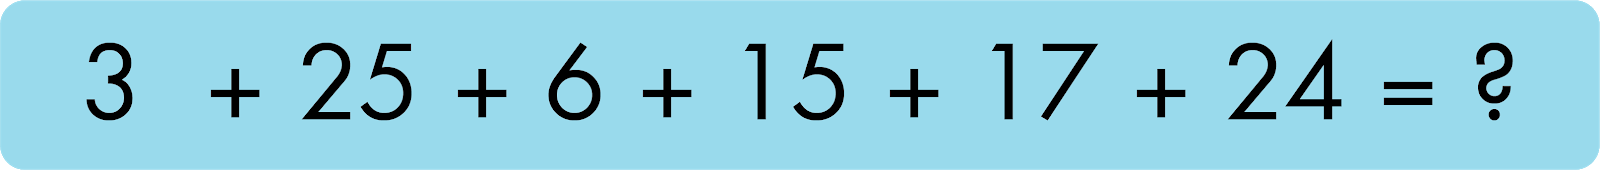 3 + 25 + 6 + 15 + 17 + 24 = ?